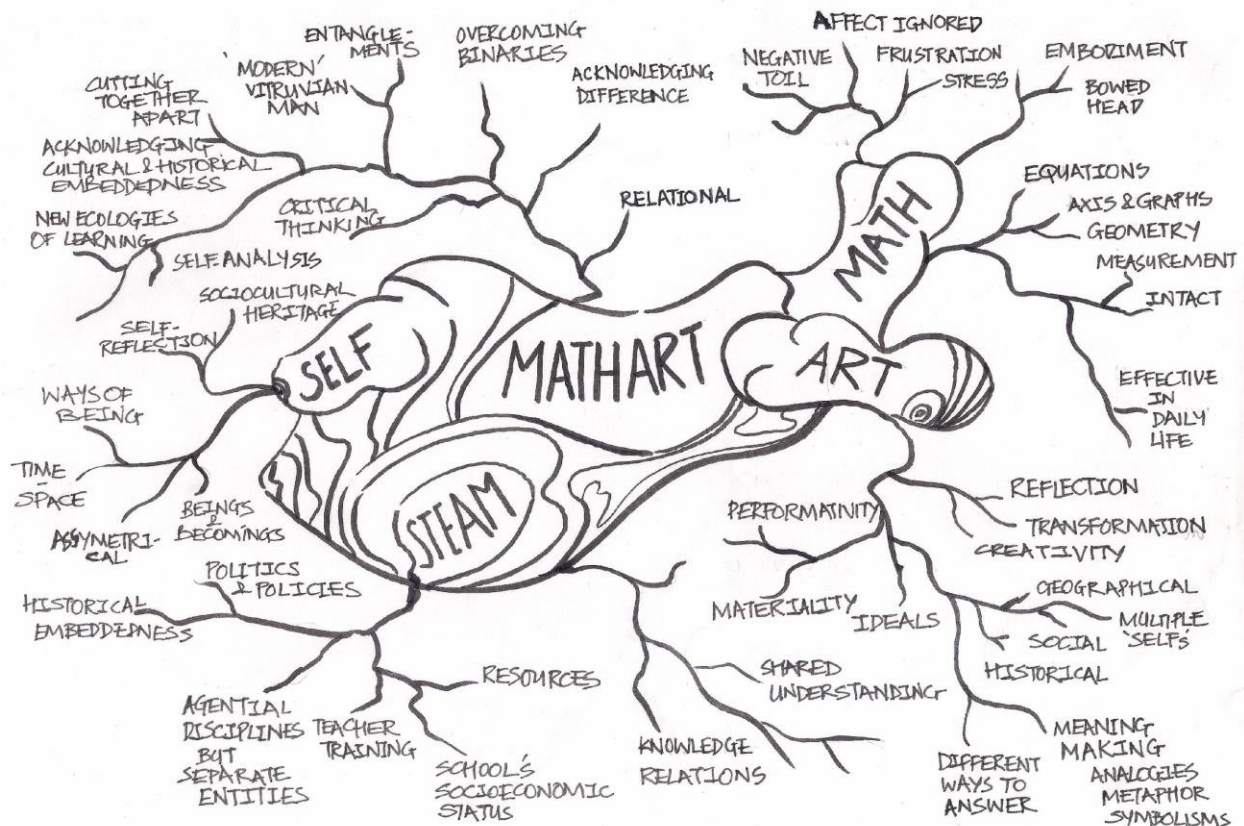 AFFECT IGNORED
NEGATIVE
TOIL
FRUSTRATION
STRESS
EMBODIMENT
BOWED
HEAD
ENTANGLE-
MENTS
OVERCOMING
BINARIES
ACKNOWLEDGING
DIFFERENCE
'MODERN'
VITRUVIAN
MAN
CUTTING
TOGETHER
APART
ACKNOWLEDGING
CULTURAL & HISTORICAL
EMBEDDEDNESS
NEW ECOLOGIES
OF LEARNING
CRITICAL
THINKING
RELATIONAL
SELF ANALYSIS
SOCIOCULTURAL
HERITAGE
SELF-
REFLECTION
WAYS OF
BEING
TIME
-
SPACE
ASSYMETRI-
CAL
BEINGS
&
BECOMINGS
SELF
MATHART
MATH
ART
STEAM
EQUATIONS
AXIS & GRAPHS
GEOMETRY
MEASUREMENT
INTACT
EFFECTIVE
IN
DAILY
LIFE
REFLECTION
TRANSFORMATION
CREATIVITY
PERFORMATIVITY
MATERIALITY
IDEALS
GEOGRAPHICAL
MULTIPLE
'SELFS'
SOCIAL
HISTORICAL
MEANING
MAKING
ANALOGIES
METAPHOR
SYMBOLISMS
DIFFERENT
WAYS TO
ANSWER
SHARED
UNDERSTANDING
KNOWLEDGE
RELATIONS
POLITICS
& POLICIES
HISTORICAL
EMBEDDEDNESS
AGENTIAL
DISCIPLINES
BUT
SEPARATE
ENTITIES
TEACHER
TRAINING
RESOURCES
SCHOOL'S
SOCIOECONOMIC
STATUS